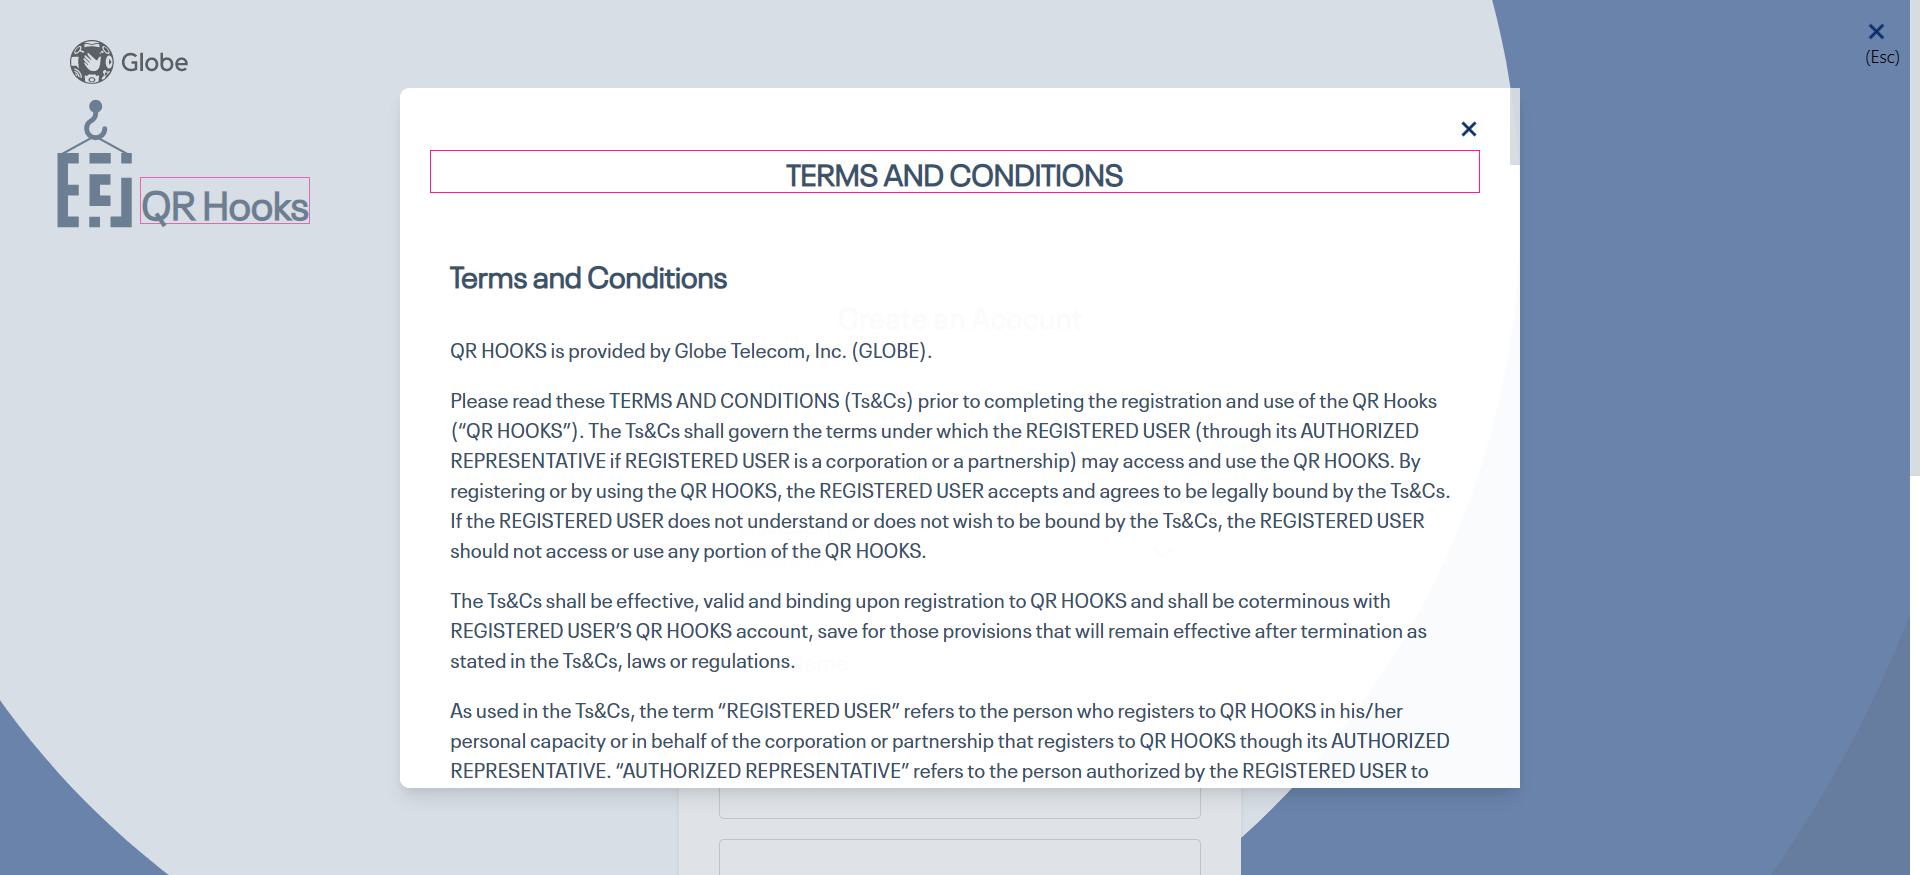 Globe
QR Hooks
(Esc)
TERMS AND CONDITIONS
Terms and Conditions
Create an Account
QR HOOKS is provided by Globe Telecom, Inc. (GLOBE).
Please read these TERMS AND CONDITIONS (Ts&Cs) prior to completing the registration and use of the QR Hooks
(“QR HOOKS”). The Ts&Cs shall govern the terms under which the REGISTERED USER (through its AUTHORIZED
REPRESENTATIVE if REGISTERED USER is a corporation or a partnership) may access and use the QR HOOKS. By
registering or by using the QR HOOKS, the REGISTERED USER accepts and agrees to be legally bound by the Ts&Cs.
If the REGISTERED USER does not understand or does not wish to be bound by the Ts&Cs, the REGISTERED USER
should not access or use any portion of the QR HOOKS.
The Ts&Cs shall be effective, valid and binding upon registration to QR HOOKS and shall be coterminous with
REGISTERED USER’S QR HOOKS account, save for those provisions that will remain effective after termination as
stated in the Ts&Cs, laws or regulations.
As used in the Ts&Cs, the term “REGISTERED USER” refers to the person who registers to QR HOOKS in his/her
personal capacity or in behalf of the corporation or partnership that registers to QR HOOKS though its AUTHORIZED
REPRESENTATIVE. “AUTHORIZED REPRESENTATIVE” refers to the person authorized by the REGISTERED USER to